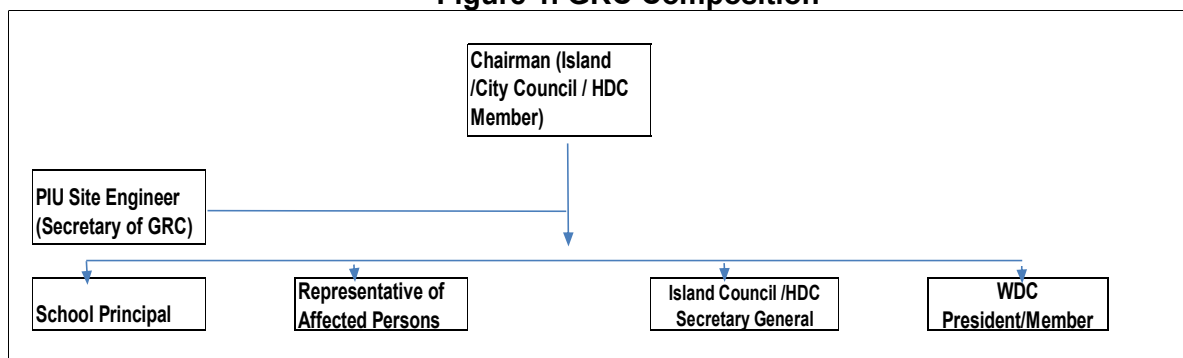 Figure GRC Composition
Chairman (Island
/City Council / HDC
Member)
PIU Site Engineer
(Secretary of GRC)
School Principal
Representative of
Affected Persons
Island Council /HDC
Secretary General
WDC
President/Member